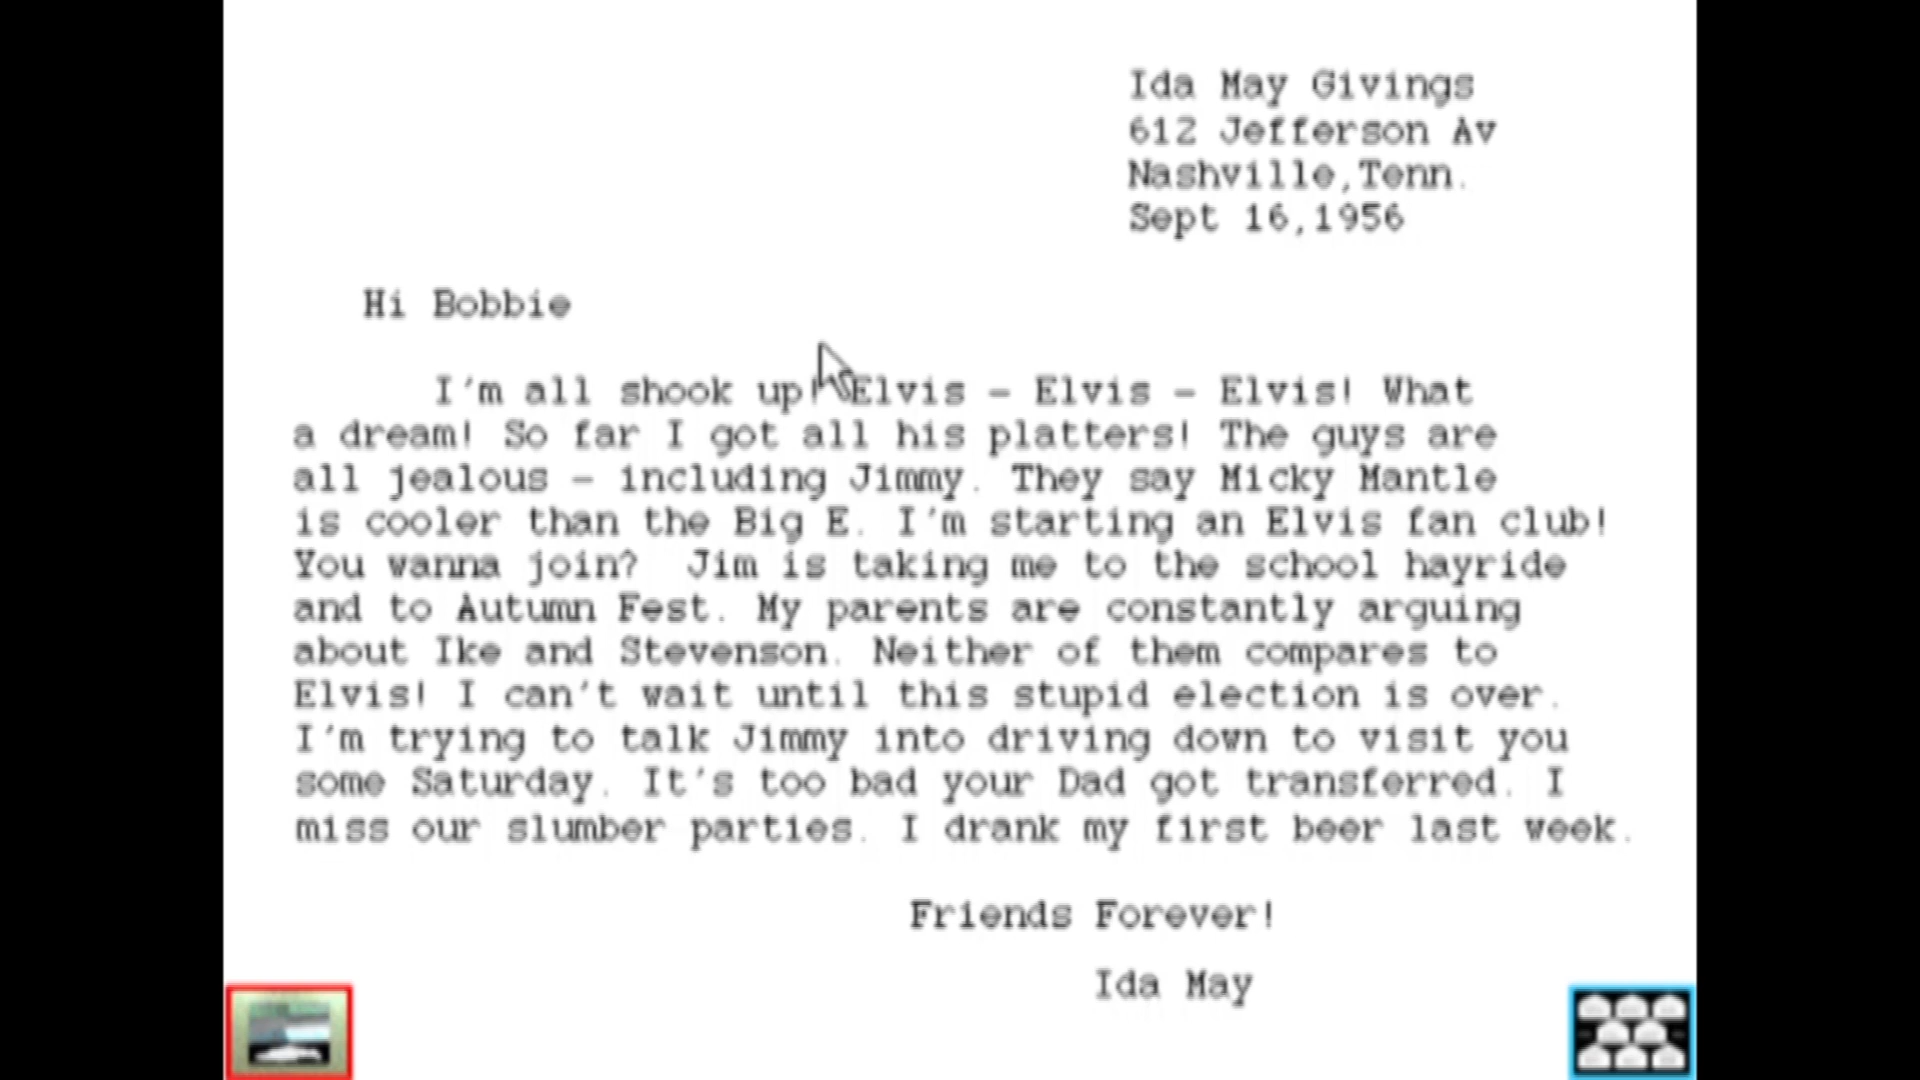 Ida May Givings
612 Jefferson Av
Nashville,Tenn.
Sept 16,1956
Hi Bobbie
I'm all shook up! Elvis - Elvis - Elvis! What
a dream! So far I got all his platters! The guys are
all jealous - including Jimmy. They say Micky Mantle
is cooler than the Big E. I'm starting an Elvis fan club!
You wanna join?  Jim is taking me to the school hayride
and to Autumn Fest. My parents are constantly arguing
about Ike and Stevenson. Neither of them compares to
Elvis! I can't wait until this stupid election is over.
I'm trying to talk Jimmy into driving down to visit you
some Saturday. It's too bad your Dad got transferred. I
miss our slumber parties. I drank my first beer last week.
Friends Forever!
Ida May